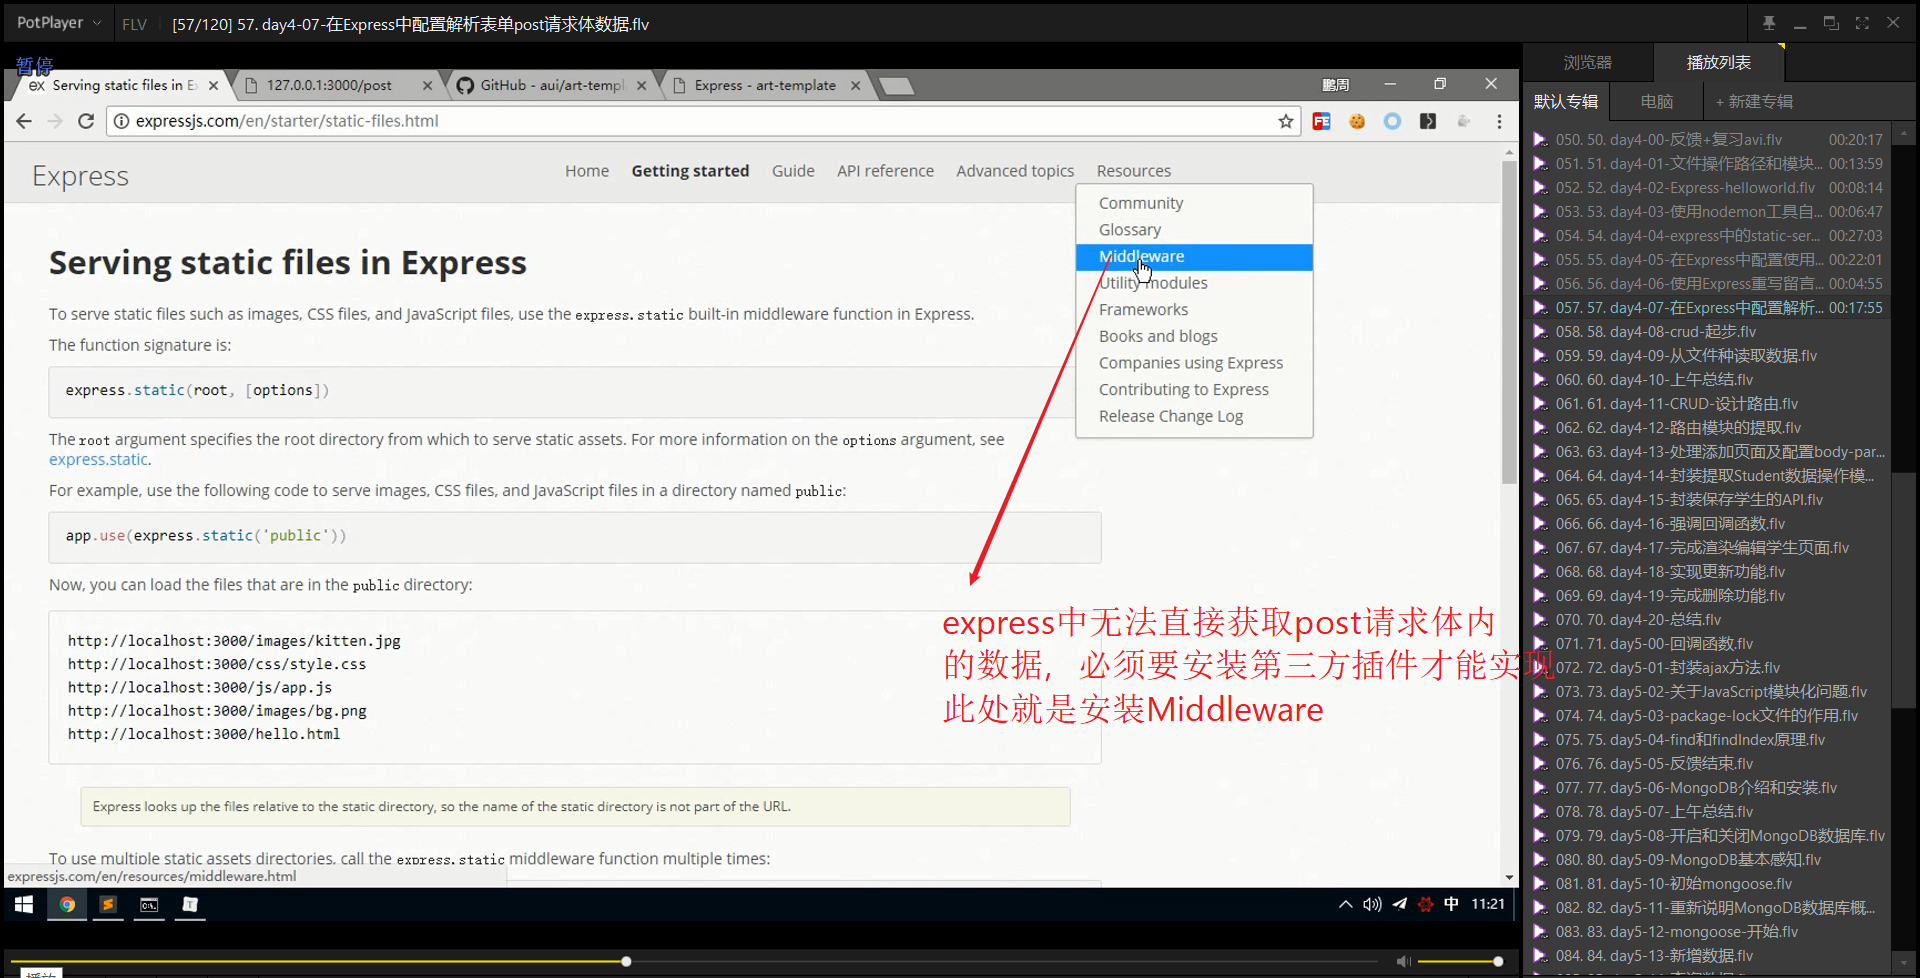 PotPlayer
FLV
[57/120] 57. day4-07-在Express中配置解析表单post请求体数据.flv
暂停
Serving static files in Ex
127.0.0.1:3000/post
GitHub - aui/art-templ
Express - art-template
鹏周
expressjs.com/en/starter/static-files.html
Express
Home
Getting started
Guide
API reference
Advanced topics
Resources
Community
Glossary
Middleware
Utility modules
Frameworks
Books and blogs
Companies using Express
Contributing to Express
Release Change Log
Serving static files in Express
To serve static files such as images, CSS files, and JavaScript files, use the express.static built-in middleware function in Express.
The function signature is:
express.static(root, [options])
The root argument specifies the root directory from which to serve static assets. For more information on the options argument, see
express.static.
For example, use the following code to serve images, CSS files, and JavaScript files in a directory named public:
app.use(express.static('public'))
Now, you can load the files that are in the public directory:
http://localhost:3000/images/kitten.jpg
http://localhost:3000/css/style.css
http://localhost:3000/js/app.js
http://localhost:3000/images/bg.png
http://localhost:3000/hello.html
express中无法直接获取post请求体内
的数据，必须要安装第三方插件才能实现
此处就是安装Middleware
Express looks up the files relative to the static directory, so the name of the static directory is not part of the URL.
To use multiple static assets directories, call the express.static middleware function multiple times:
expressjs.com/en/resources/middleware.html
中
11:21
播放
浏览器
播放列表
默认专辑
电脑
+ 新建专辑
050. 50. day4-00-反馈+复习avi.flv 00:20:17
051. 51. day4-01-文件操作路径和模块... 00:13:59
052. 52. day4-02-Express-helloworld.flv 00:08:14
053. 53. day4-03-使用nodemon工具自... 00:06:47
054. 54. day4-04-express中的static-ser... 00:27:03
055. 55. day4-05-在Express中配置使用... 00:22:01
056. 56. day4-06-使用Express重写留言... 00:04:55
057. 57. day4-07-在Express中配置解析... 00:17:55
058. 58. day4-08-crud-起步.flv
059. 59. day4-09-从文件种读取数据.flv
060. 60. day4-10-上午总结.flv
061. 61. day4-11-CRUD-设计路由.flv
062. 62. day4-12-路由模块的提取.flv
063. 63. day4-13-处理添加页面及配置body-par...
064. 64. day4-14-封装提取Student数据操作模...
065. 65. day4-15-封装保存学生的API.flv
066. 66. day4-16-强调回调函数.flv
067. 67. day4-17-完成渲染编辑学生页面.flv
068. 68. day4-18-实现更新功能.flv
069. 69. day4-19-完成删除功能.flv
070. 70. day4-20-总结.flv
071. 71. day5-00-回调函数.flv
072. 72. day5-01-封装ajax方法.flv
073. 73. day5-02-关于JavaScript模块化问题.flv
074. 74. day5-03-package-lock文件的作用.flv
075. 75. day5-04-find和findIndex原理.flv
076. 76. day5-05-反馈结束.flv
077. 77. day5-06-MongoDB介绍和安装.flv
078. 78. day5-07-上午总结.flv
079. 79. day5-08-开启和关闭MongoDB数据库.flv
080. 80. day5-09-MongoDB基本感知.flv
081. 81. day5-10-初始mongoose.flv
082. 82. day5-11-重新说明MongoDB数据库概...
083. 83. day5-12-mongoose-开始.flv
084. 84. day5-13-新增数据.flv